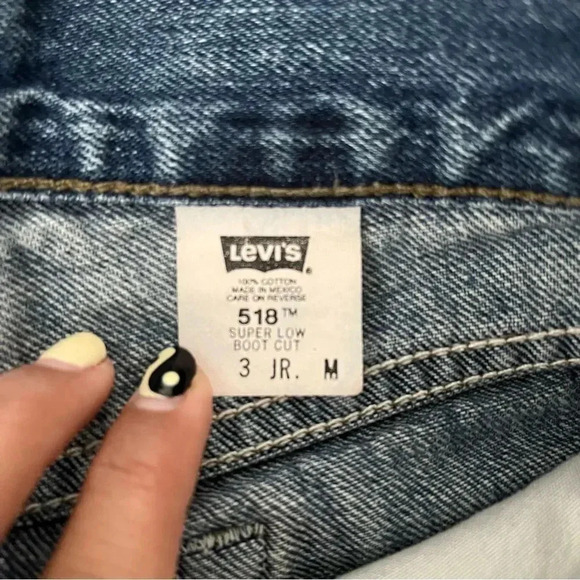 LEVI'S
®
100% COTTON
MADE IN MEXICO
CARE ON REVERSE
518™
SUPER LOW
BOOT CUT
3 JR. M